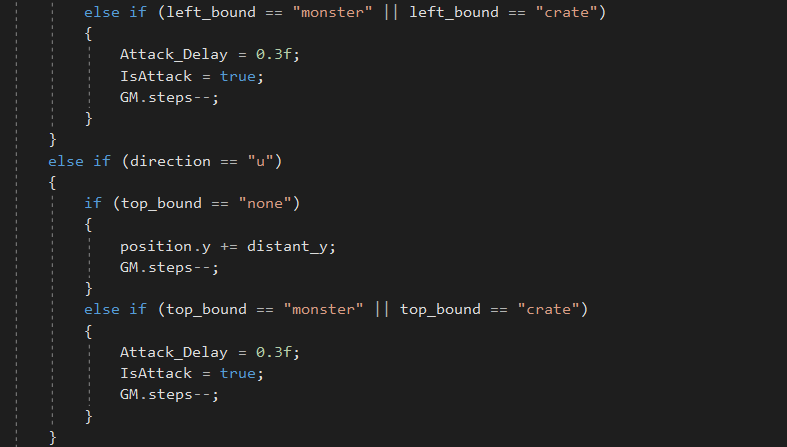 else if (left_bound == "monster" || left_bound == "crate")
{
Attack_Delay = 0.3f;
IsAttack = true;
GM.steps--;
}
}
else if (direction == "u")
{
if (top_bound == "none")
{
position.y += distant_y;
GM.steps--;
}
else if (top_bound == "monster" || top_bound == "crate")
{
Attack_Delay = 0.3f;
IsAttack = true;
GM.steps--;
}
}